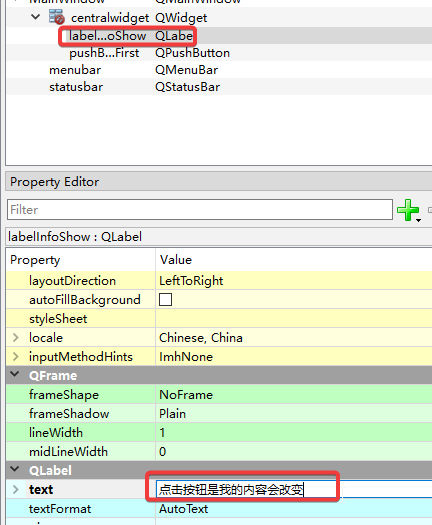 MainWindow QMainWindow
centralwidget QWidget
label...oShow QLabel
pushB...First QPushButton
menubar QMenuBar
statusbar QStatusBar
Property Editor
Filter
labelInfoShow : QLabel
Property Value
layoutDirection LeftToRight
autoFillBackground
styleSheet
locale Chinese, China
inputMethodHints ImhNone
QFrame
frameShape NoFrame
frameShadow Plain
lineWidth 1
midLineWidth 0
QLabel
text 点击按钮是我的内容会改变
textFormat AutoText